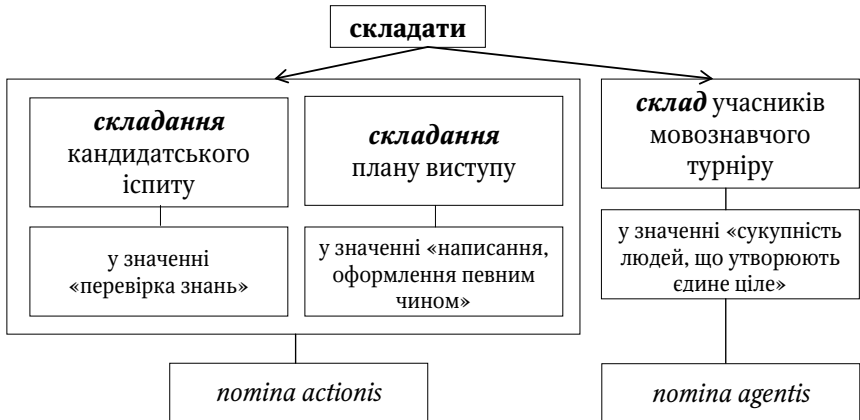 складати
складання
кандидатського
іспиту
складання
плану виступу
склад учасників
мовознавчого
турніру
у значенні
«перевірка знань»
у значенні «написання,
оформлення певним
чином»
у значенні «сукупність
людей, що утворюють
єдине ціле»
nomina actionis
nomina agentis